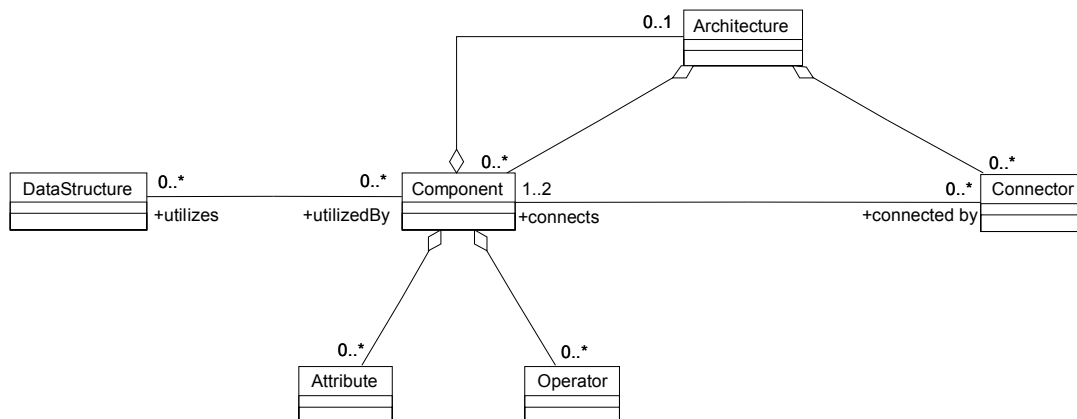 0..1
Architecture
0..*
0..*
DataStructure
0..*
0..*
Component
1..2
0..*
Connector
+utilizes
+utilizedBy
+connects
+connected by
0..*
0..*
Attribute
Operator